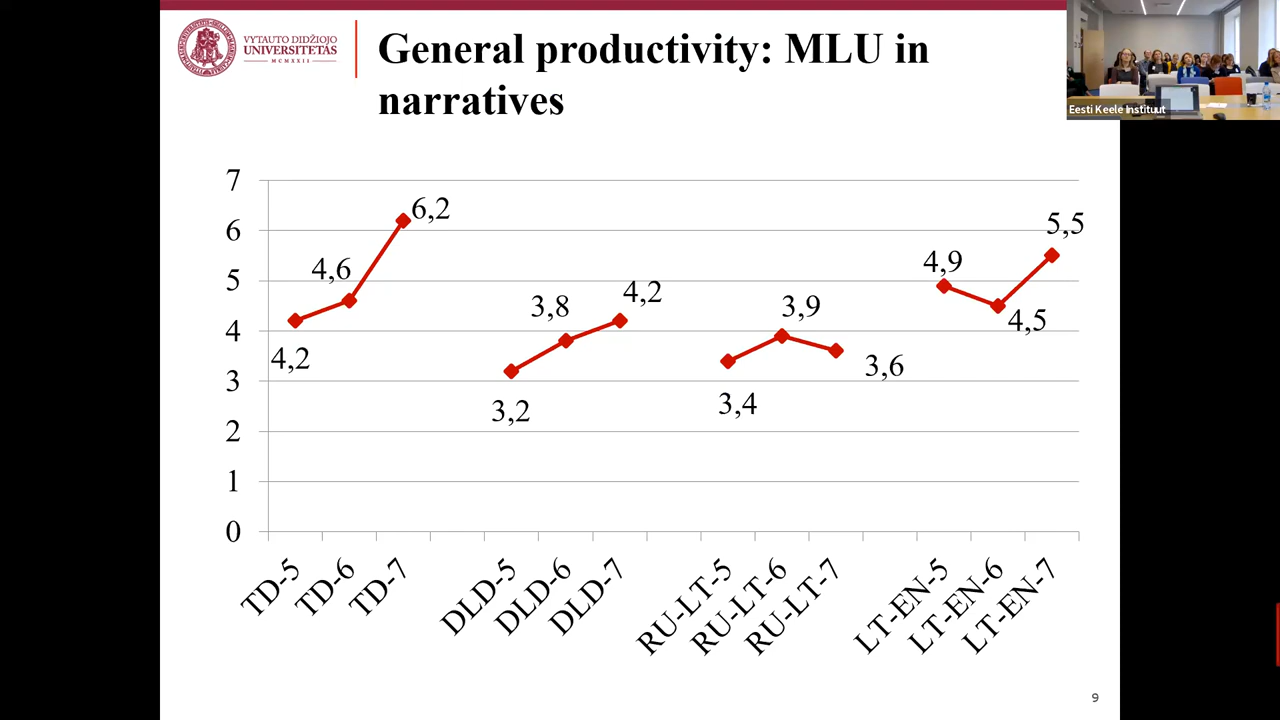 VYTAUTO DIDŽIOJO
UNIVERSITETAS
MCMXXII
General productivity: MLU in
narratives
Eesti Keele Instituut
7
6
5
4
3
2
1
0
4,2
4,6
6,2
3,2
3,8
4,2
3,4
3,9
3,6
4,9
4,5
5,5
TD-5
TD-6
TD-7
DLD-5
DLD-6
DLD-7
RU-LT-5
RU-LT-6
RU-LT-7
LT-EN-5
LT-EN-6
LT-EN-7
9